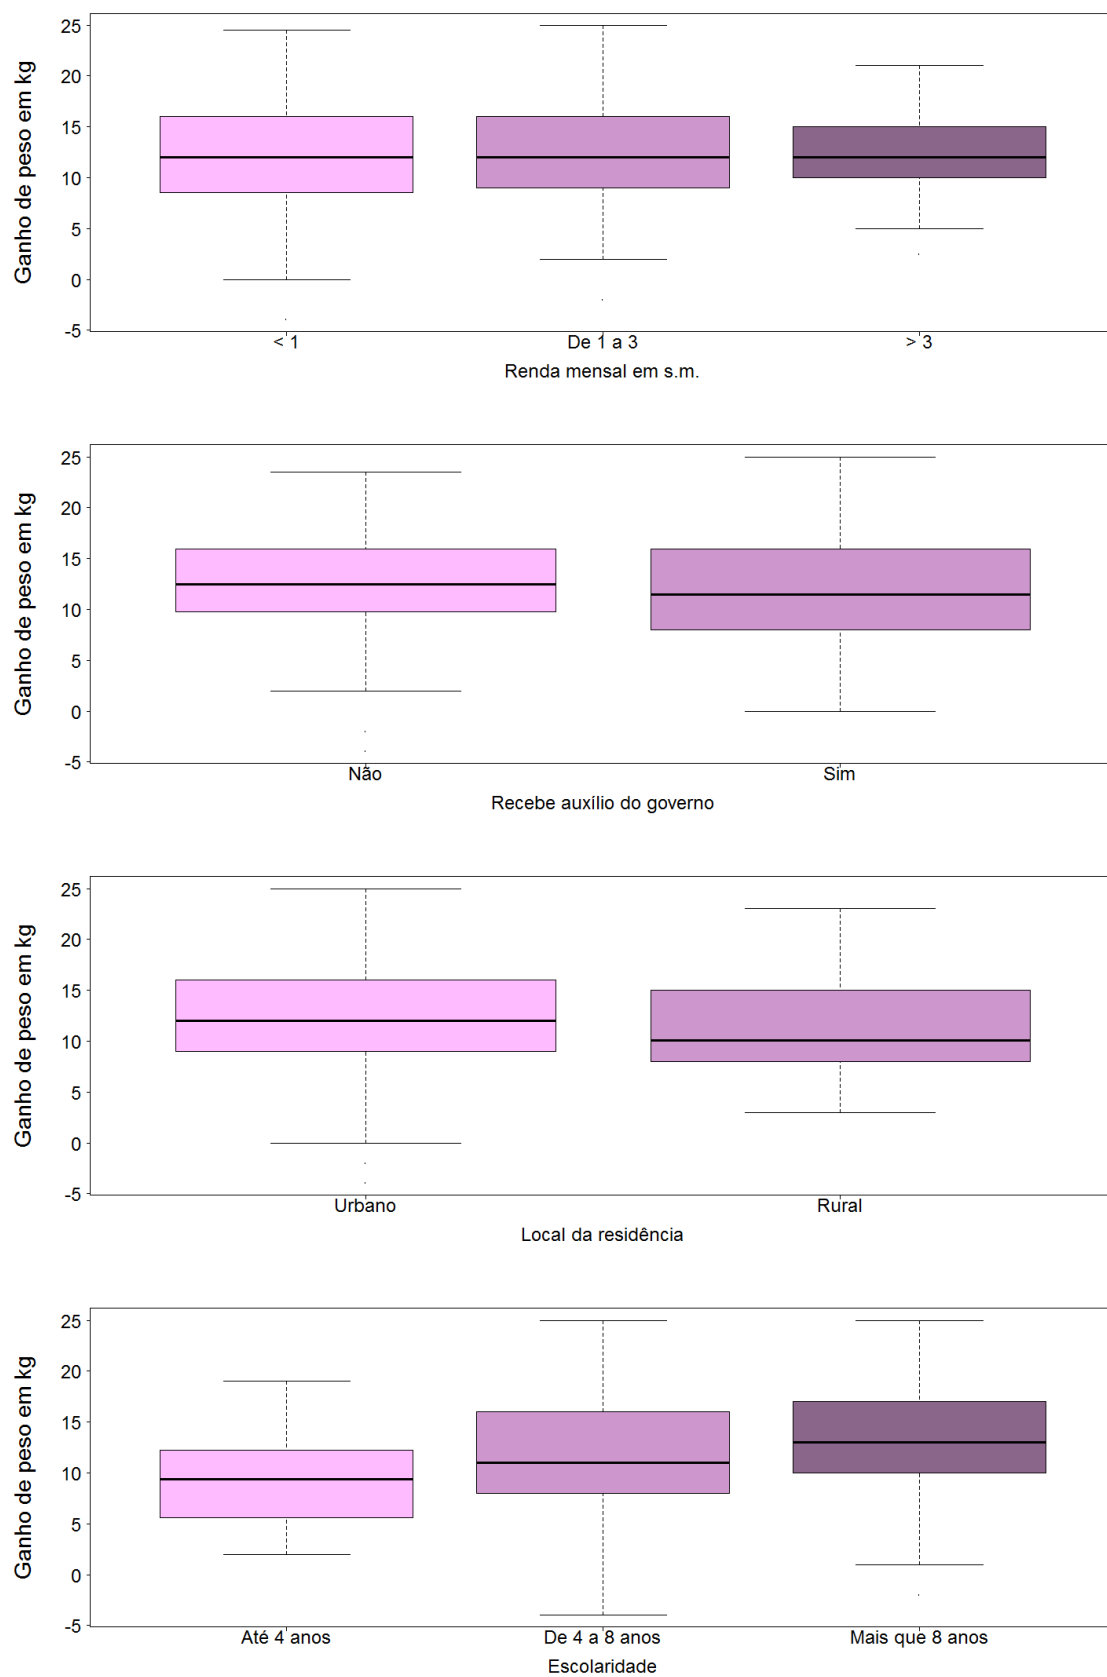 Ganho de peso em kg
25
20
15
10
5
0
-5
< 1
De 1 a 3
> 3
Renda mensal em s.m.
Ganho de peso em kg
25
20
15
10
5
0
-5
Não
Sim
Recebe auxílio do governo
Ganho de peso em kg
25
20
15
10
5
0
-5
Urbano
Rural
Local da residência
Ganho de peso em kg
25
20
15
10
5
0
-5
Até 4 anos
De 4 a 8 anos
Mais que 8 anos
Escolaridade